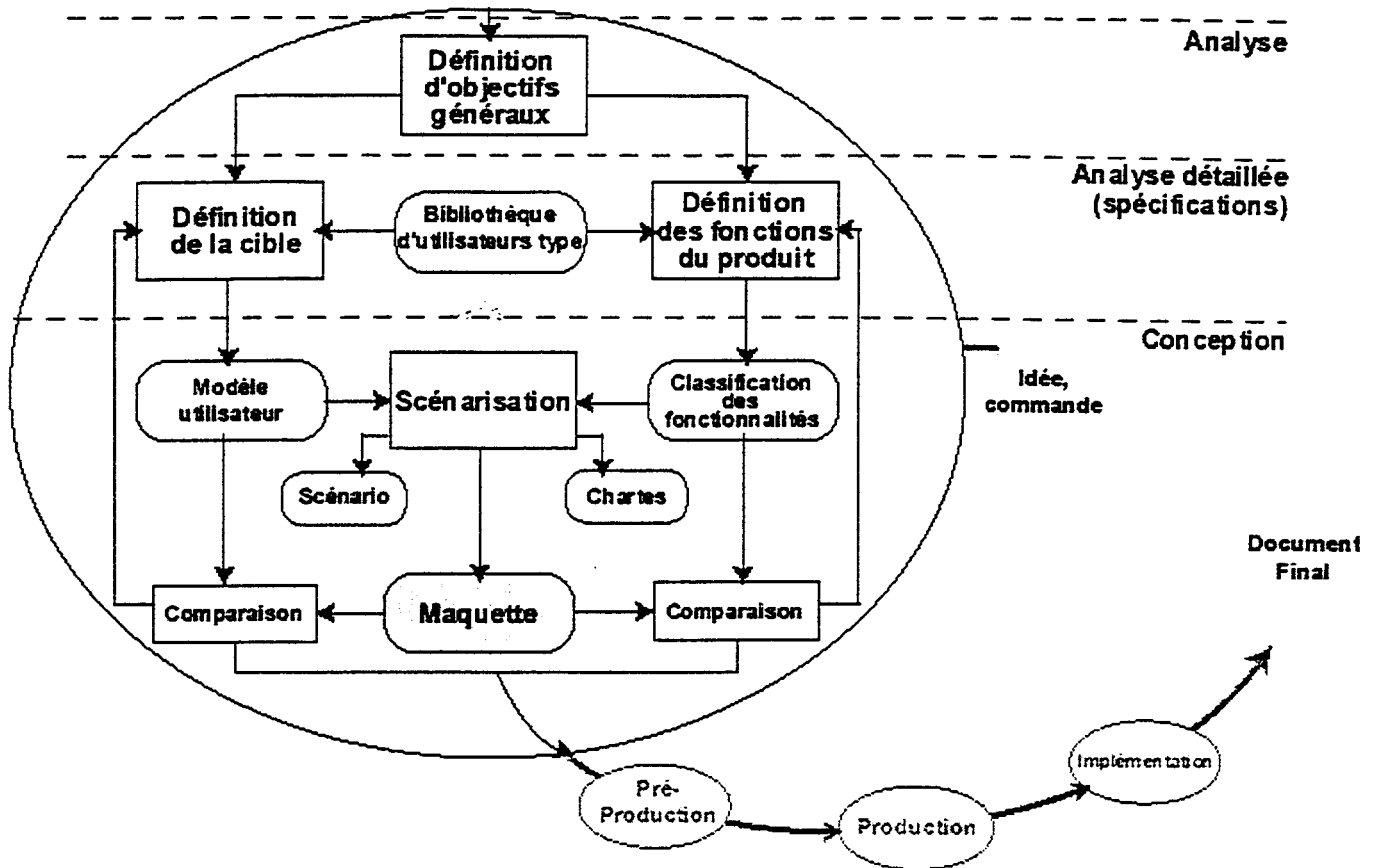 Analyse
Définition
d'objectifs
généraux
Analyse détaillée
(spécifications)
Définition
de la cible
Bibliothèque
d'utilisateurs type
Définition
des fonctions
du produit
Conception
Modèle
utilisateur
Scénarisation
Classification
des
fonctionnalités
Idée,
commande
Scénario
Chartes
Document
Final
Comparaison
Maquette
Comparaison
Implémentation
Pré-
Production
Production